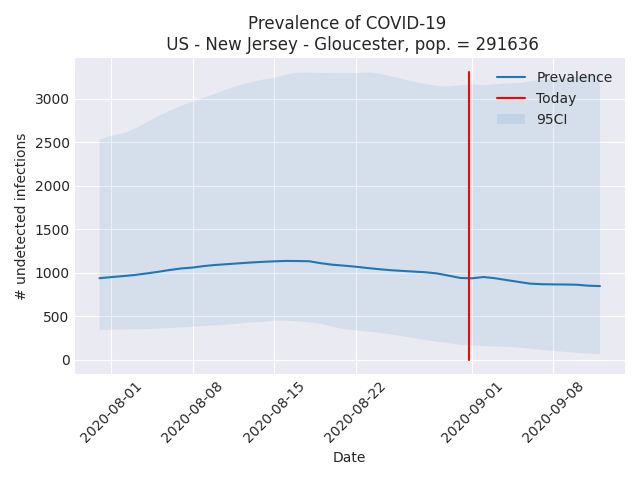 Prevalence of COVID-19
US - New Jersey - Gloucester, pop. = 291636
Prevalence
Today
95CI
# undetected infections
3000
2500
2000
1500
1000
500
0
2020-08-01
2020-08-08
2020-08-15
2020-08-22
2020-09-01
2020-09-08
Date